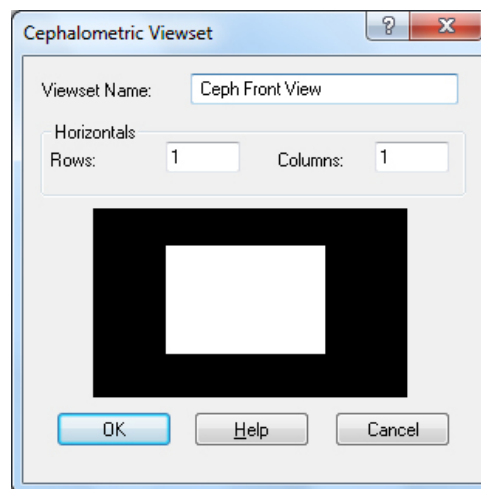 Cephalometric Viewset
Viewset Name: Ceph Front View
Horizontals
Rows: 1 Columns: 1
OK Help Cancel